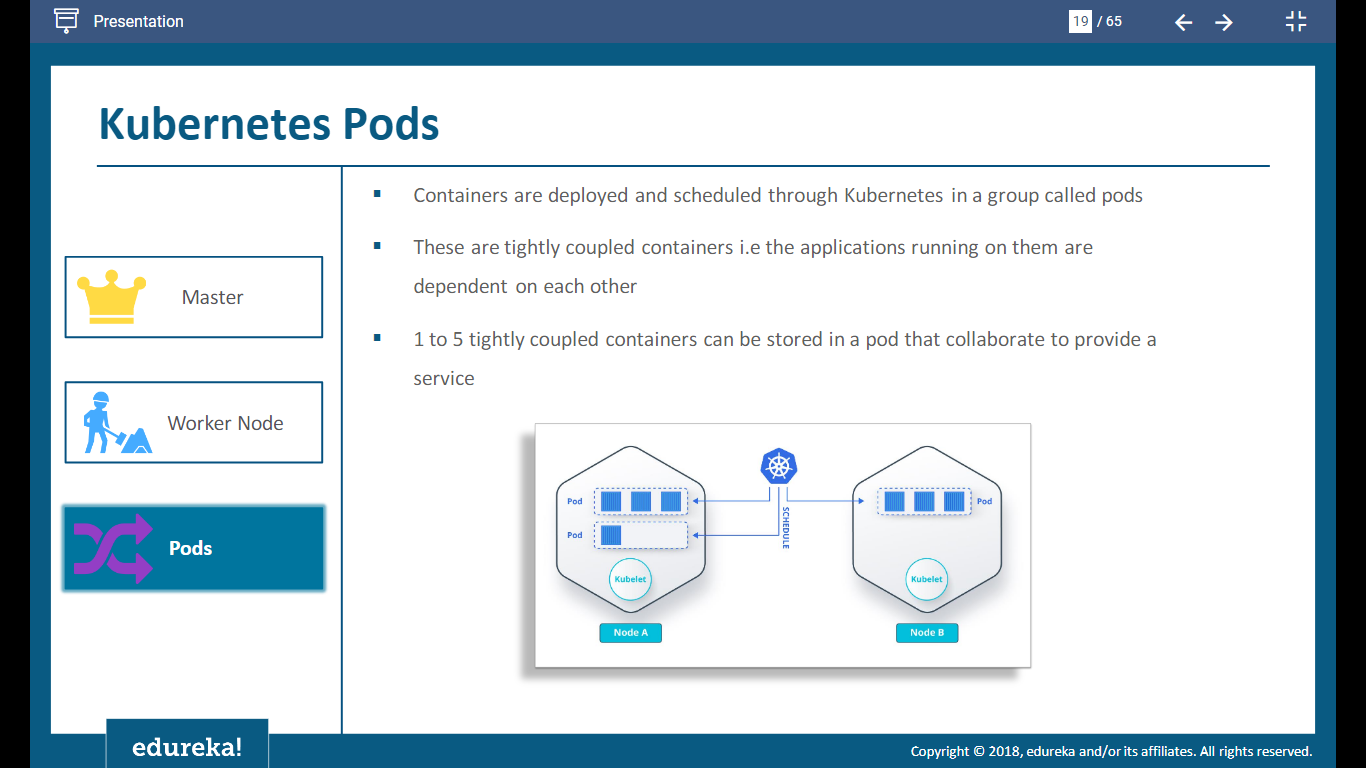 Presentation
19 / 65
Kubernetes Pods
Master
Worker Node
Pods
▪ Containers are deployed and scheduled through Kubernetes in a group called pods
▪ These are tightly coupled containers i.e the applications running on them are
dependent on each other
▪ 1 to 5 tightly coupled containers can be stored in a pod that collaborate to provide a
service
Pod
Pod
Kubelet
Node A
SCHEDULE
Pod
Kubelet
Node B
edureka!
Copyright © 2018, edureka and/or its affiliates. All rights reserved.